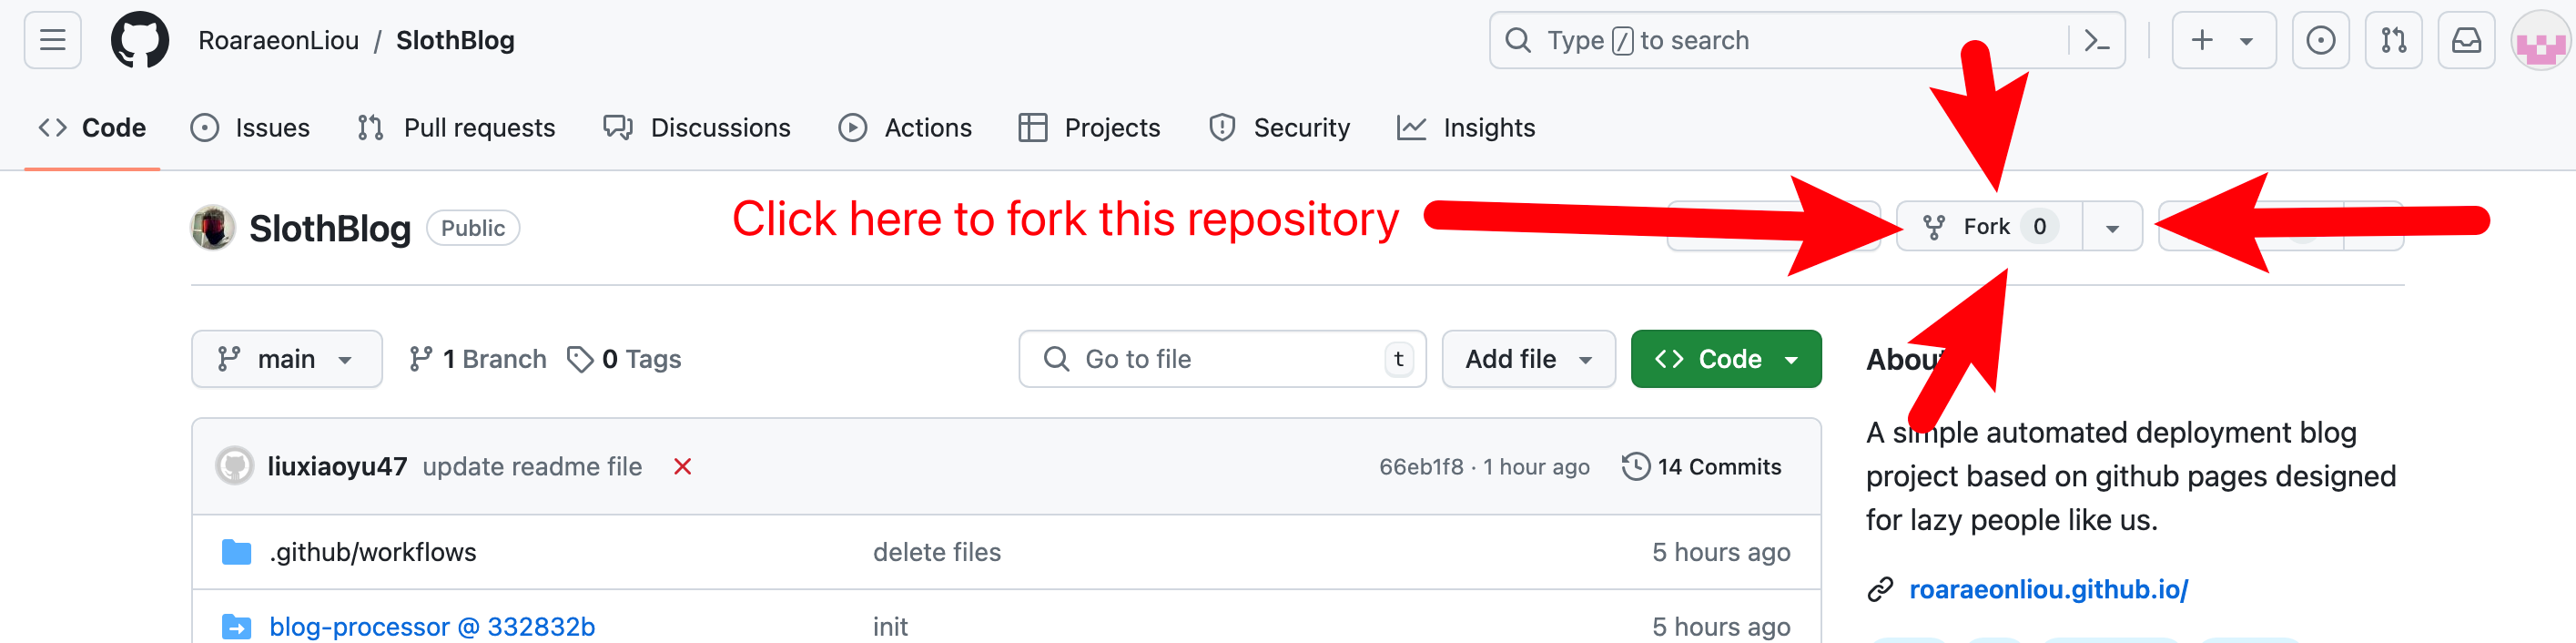 RoaraeonLiou / SlothBlog
Type / to search
Code Issues Pull requests Discussions Actions Projects Security Insights
SlothBlog Public
Click here to fork this repository
Fork 0
main 1 Branch 0 Tags
Go to file t
Add file
Code
liuxiaoyu47 update readme file
66eb1f8 · 1 hour ago 14 Commits
.github/workflows delete files 5 hours ago
blog-processor @ 332832b init 5 hours ago
About
A simple automated deployment blog
project based on github pages designed
for lazy people like us.
roaraeonliou.github.io/